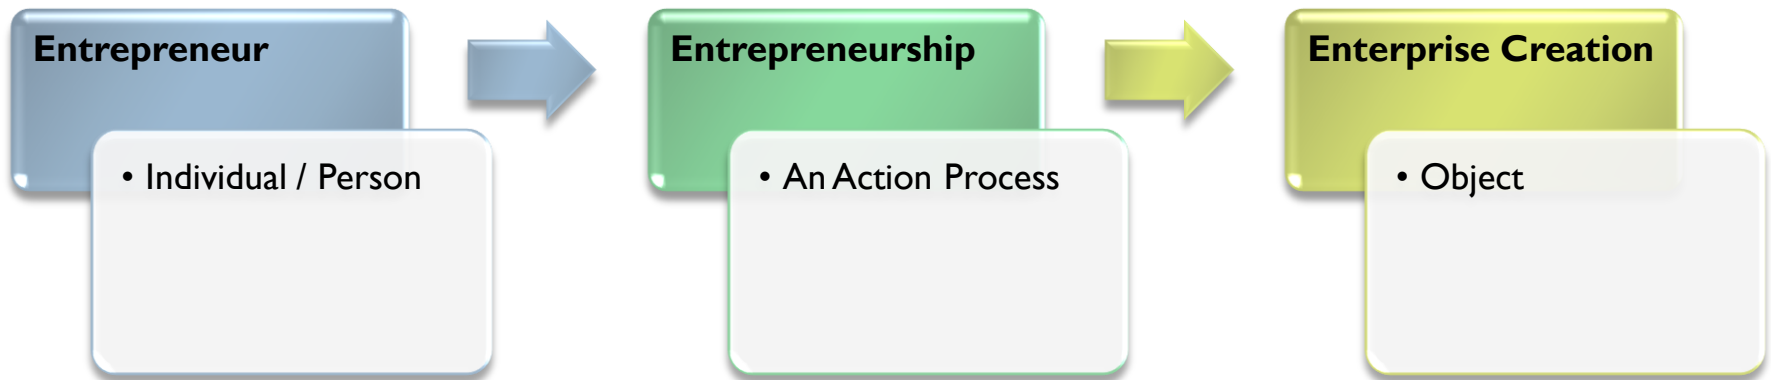 Entrepreneur
• Individual / Person
Entrepreneurship
• An Action Process
Enterprise Creation
• Object